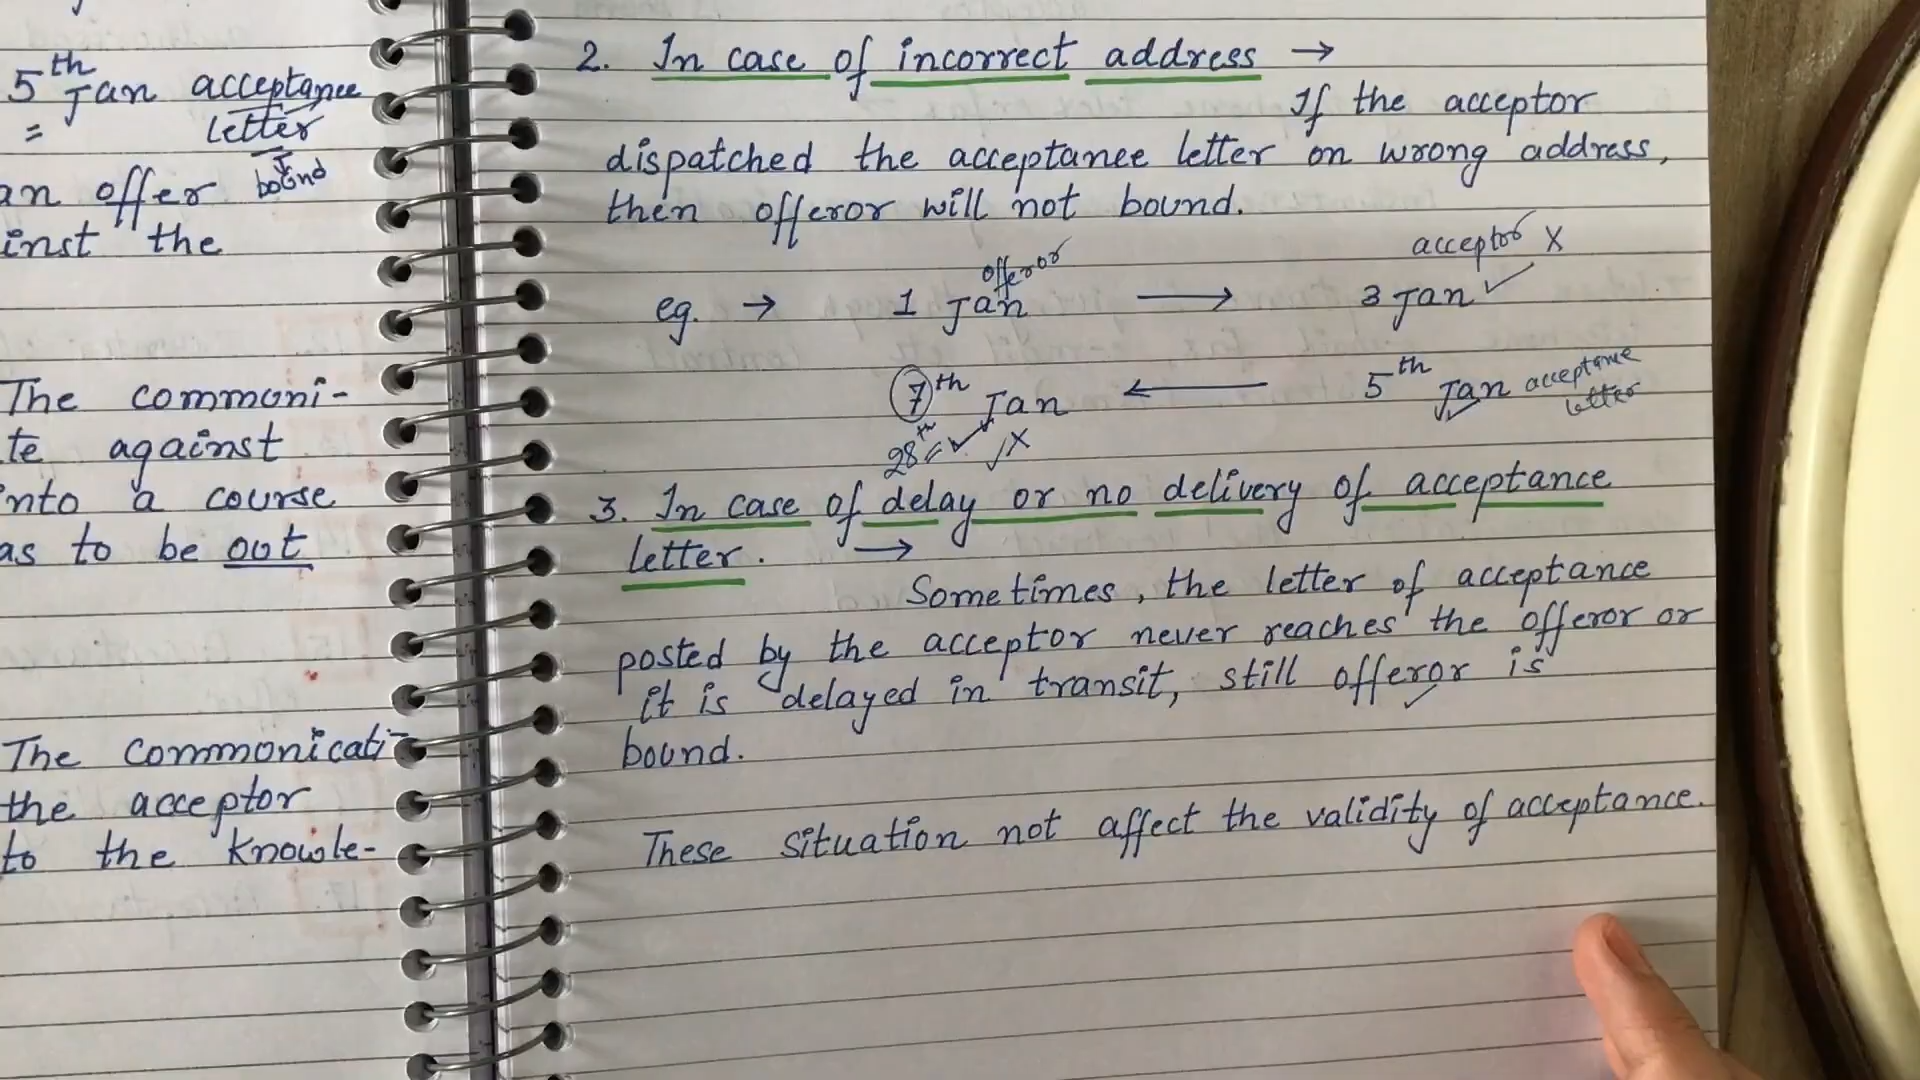 5th Jan acceptance
= letter
an offer bound
inst the
The communi-
te against
into a course
as to be out
The communicati-
the acceptor
to the knowle-
2. In case of incorrect address →
If the acceptor
dispatched the acceptance letter on wrong address,
then offeror will not bound.
offeror acceptor X
eg. → 1 Jan → 3 Jan ✓
7th Jan ← 5th Jan acceptance
letter
28th ✓ X
3. In case of delay or no delivery of acceptance
letter. →
Sometimes, the letter of acceptance
posted by the acceptor never reaches the offeror or
it is delayed in transit, still offeror is
bound.
These situation not affect the validity of acceptance.